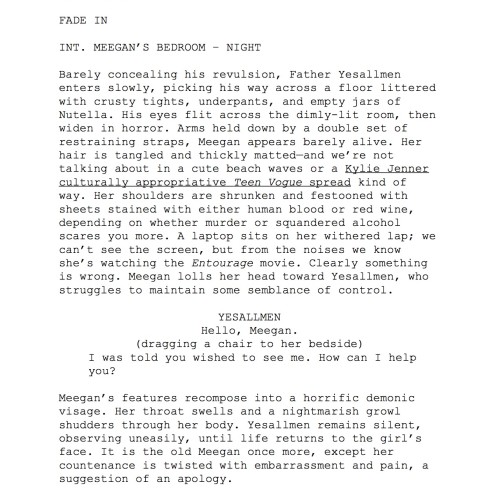 FADE IN
INT. MEEGAN’S BEDROOM – NIGHT
Barely concealing his revulsion, Father Yesallmen
enters slowly, picking his way across a floor littered
with crusty tights, underpants, and empty jars of
Nutella. His eyes flit across the dimly-lit room, then
widen in horror. Arms held down by a double set of
restraining straps, Meegan appears barely alive. Her
hair is tangled and thickly matted—and we’re not
talking about in a cute beach waves or a Kylie Jenner
culturally appropriative Teen Vogue spread kind of
way. Her shoulders are shrunken and festooned with
sheets stained with either human blood or red wine,
depending on whether murder or squandered alcohol
scares you more. A laptop sits on her withered lap; we
can’t see the screen, but from the noises we know
she’s watching the Entourage movie. Clearly something
is wrong. Meegan lolls her head toward Yesallmen, who
struggles to maintain some semblance of control.
YESALLMEN
Hello, Meegan.
(dragging a chair to her bedside)
I was told you wished to see me. How can I help
you?
Meegan’s features recompose into a horrific demonic
visage. Her throat swells and a nightmarish growl
shudders through her body. Yesallmen remains silent,
observing uneasily, until life returns to the girl’s
face. It is the old Meegan once more, except her
countenance is twisted with embarrassment and pain, a
suggestion of an apology.